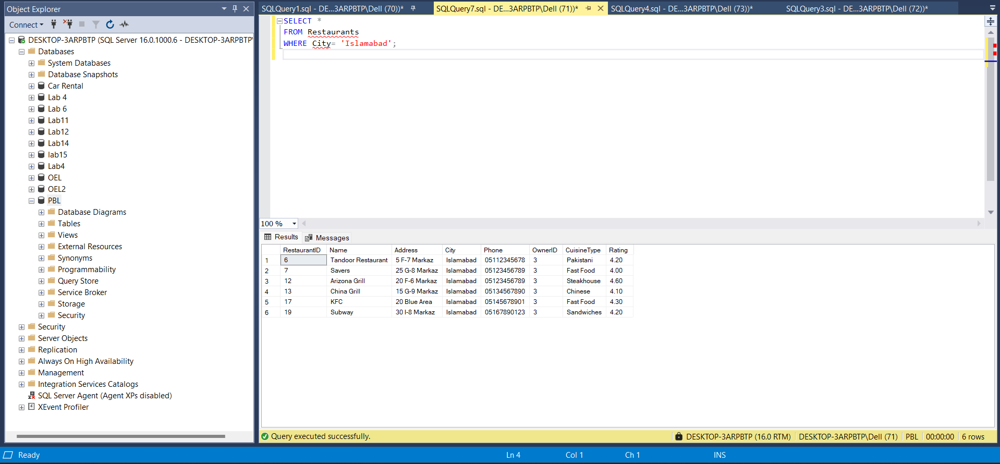 Object Explorer
Connect
DESKTOP-3ARPBTP (SQL Server 16.0.1000.6 - DESKTOP-3ARPBTP\
Databases
System Databases
Database Snapshots
Car Rental
Lab 4
Lab 6
Lab11
Lab12
Lab14
lab15
Lab4
OEL
OEL2
PBL
Database Diagrams
Tables
Views
External Resources
Synonyms
Programmability
Query Store
Service Broker
Storage
Security
Security
Server Objects
Replication
Always On High Availability
Management
Integration Services Catalogs
SQL Server Agent (Agent XPs disabled)
XEvent Profiler
SQLQuery1.sql - DE...3ARPBTP\Dell (70))* SQLQuery7.sql - DE...3ARPBTP\Dell (71))* SQLQuery4.sql - DE...3ARPBTP\Dell (73))* SQLQuery3.sql - DE...3ARPBTP\Dell (72))*
SELECT *
FROM Restaurants
WHERE City= 'Islamabad';
100 %
Results Messages
RestaurantID Name Address City Phone OwnerID CuisineType Rating
1 6 Tandoor Restaurant 5 F-7 Markaz Islamabad 05112345678 3 Pakistani 4.20
2 7 Savers 25 G-8 Markaz Islamabad 05123456789 3 Fast Food 4.00
3 12 Arizona Grill 20 F-6 Markaz Islamabad 05123456789 3 Steakhouse 4.60
4 13 China Grill 15 G-9 Markaz Islamabad 05134567890 3 Chinese 4.10
5 17 KFC 20 Blue Area Islamabad 05145678901 3 Fast Food 4.30
6 19 Subway 30 I-8 Markaz Islamabad 05167890123 3 Sandwiches 4.20
Query executed successfully. DESKTOP-3ARPBTP (16.0 RTM) DESKTOP-3ARPBTP\Dell (71) PBL 00:00:00 6 rows
Ready Ln 4 Col 1 Ch 1 INS